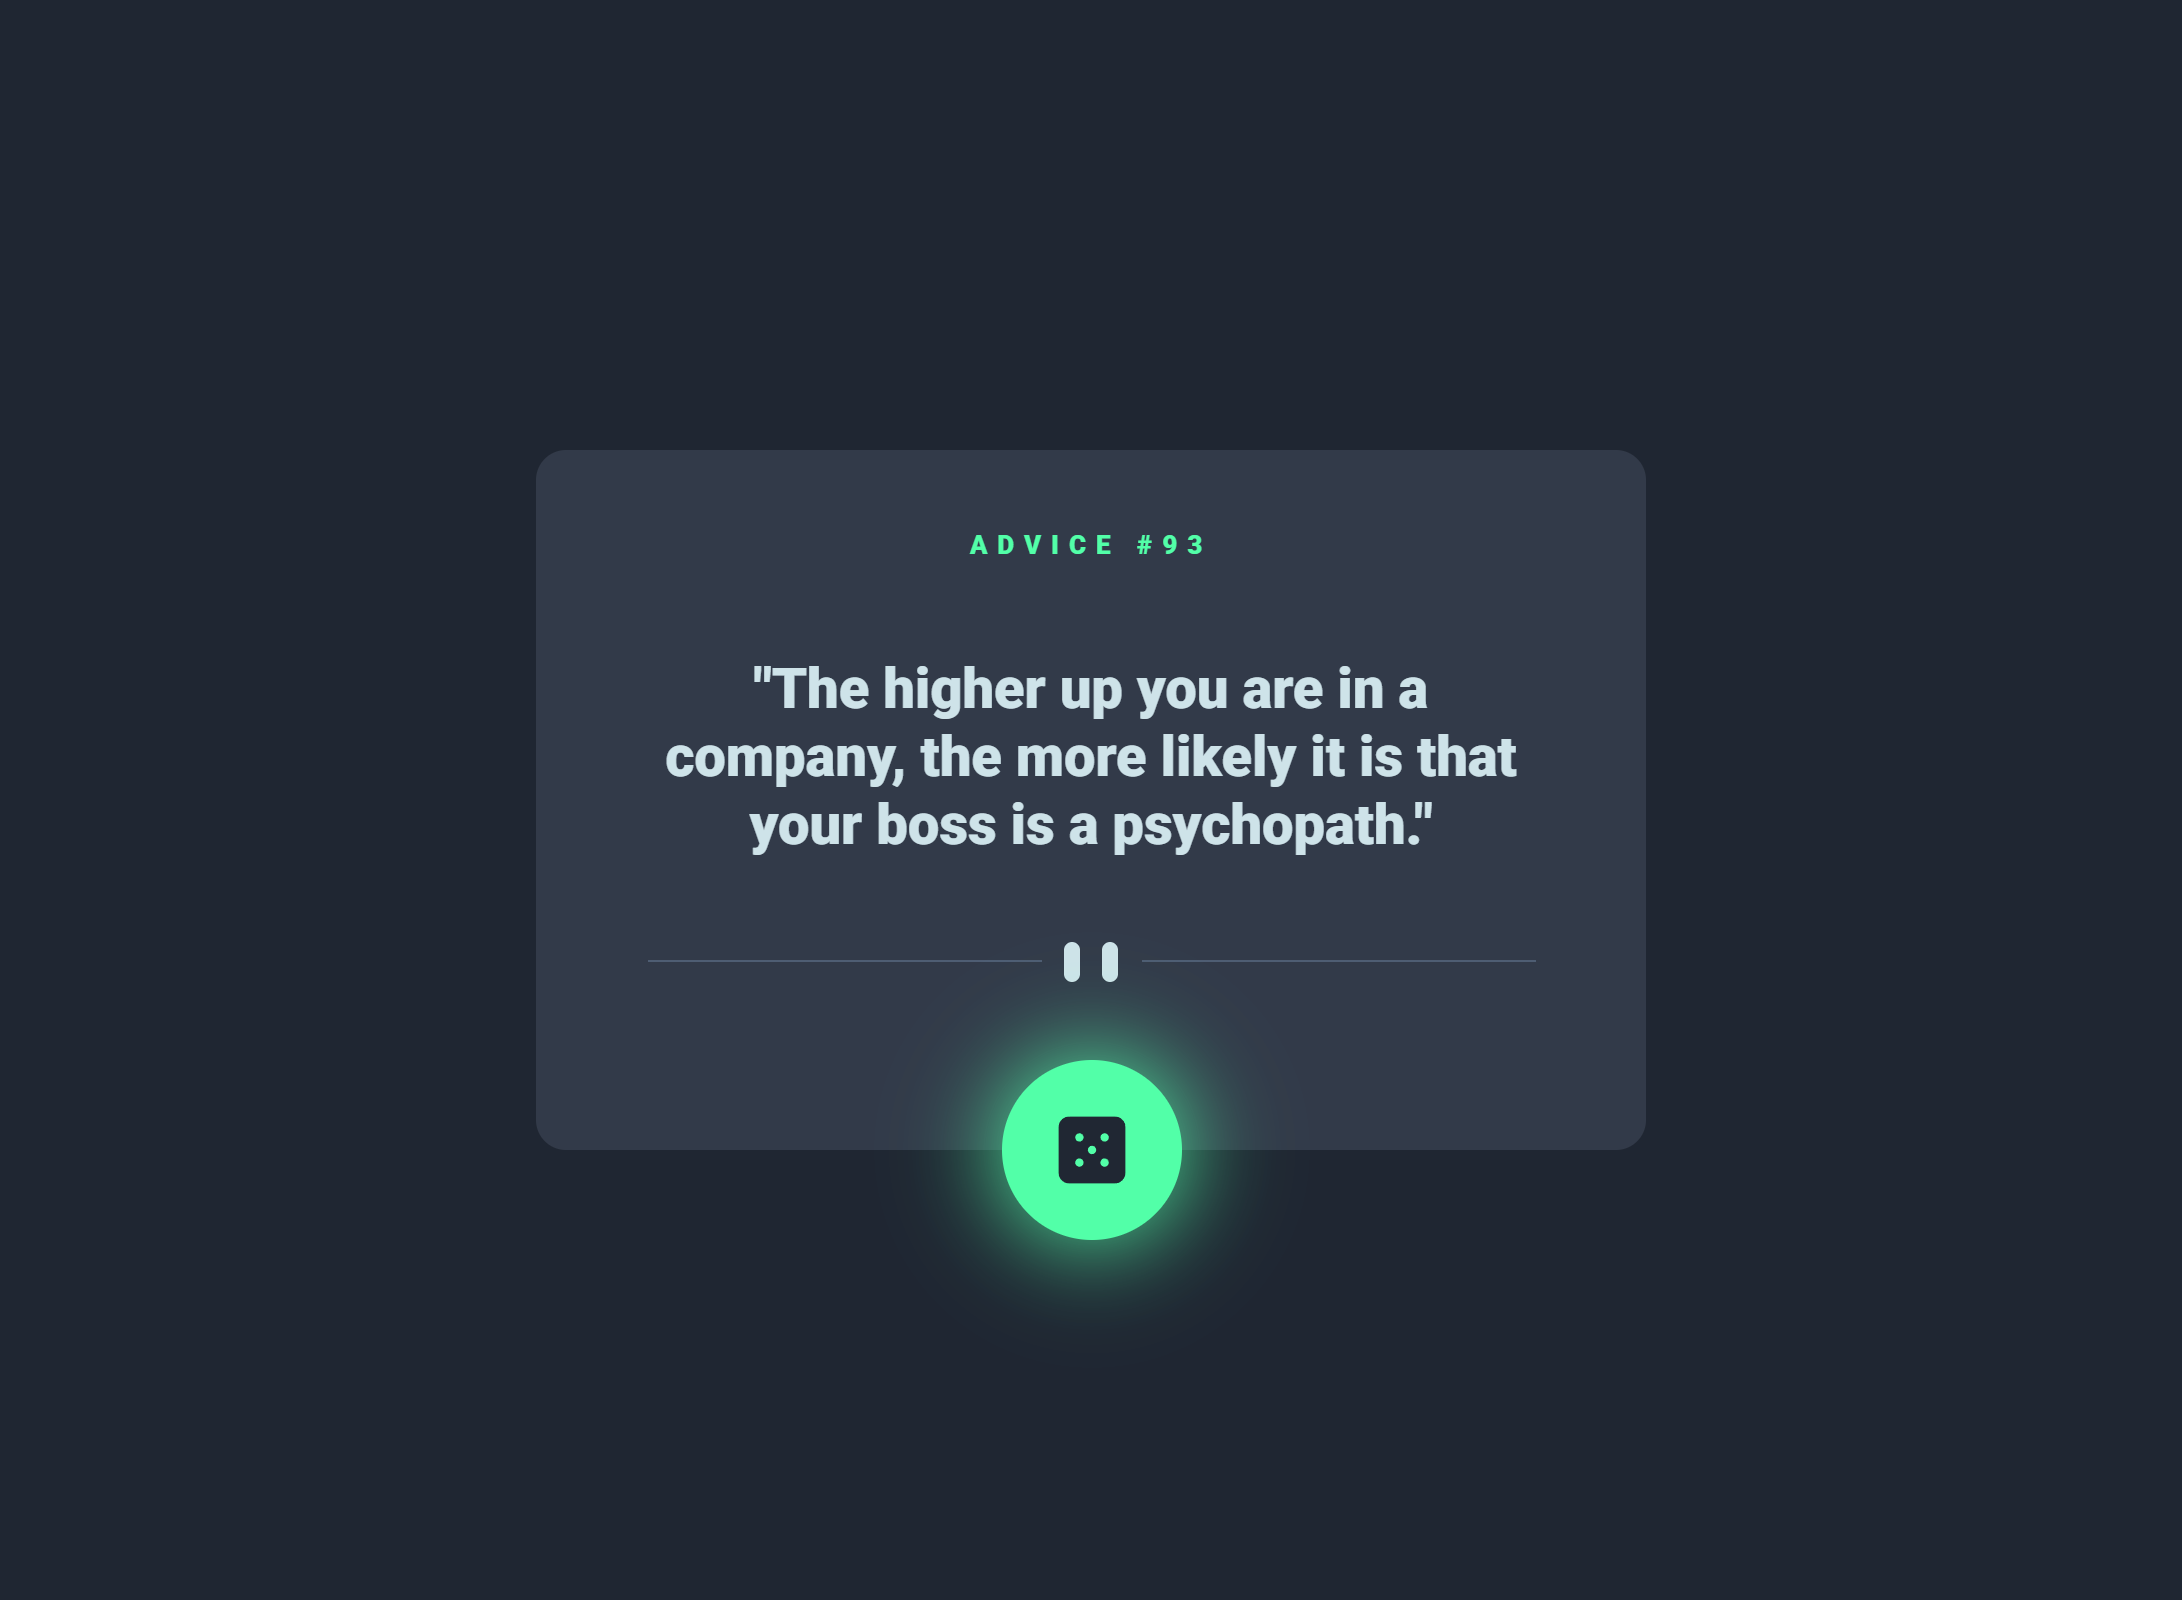 ADVICE #93
"The higher up you are in a
company, the more likely it is that
your boss is a psychopath."